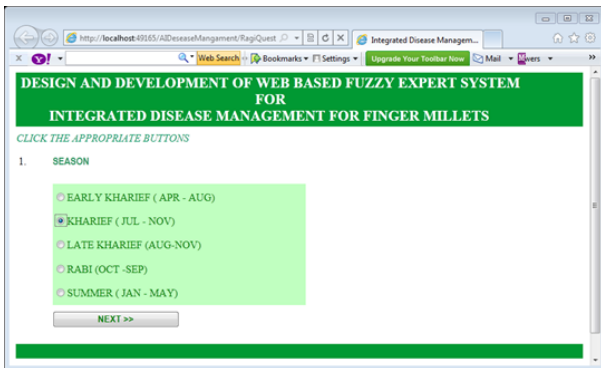 http://localhost:49165/AIDeseaseMangament/RagiQuest
Integrated Disease Managem...
X Y! Web Search Bookmarks Settings Upgrade Your Toolbar Now Mail Myers »
DESIGN AND DEVELOPMENT OF WEB BASED FUZZY EXPERT SYSTEM
FOR
INTEGRATED DISEASE MANAGEMENT FOR FINGER MILLETS
CLICK THE APPROPRIATE BUTTONS
1. SEASON
EARLY KHARIEF ( APR - AUG)
KHARIEF ( JUL - NOV)
LATE KHARIEF (AUG-NOV)
RABI (OCT -SEP)
SUMMER ( JAN - MAY)
NEXT >>